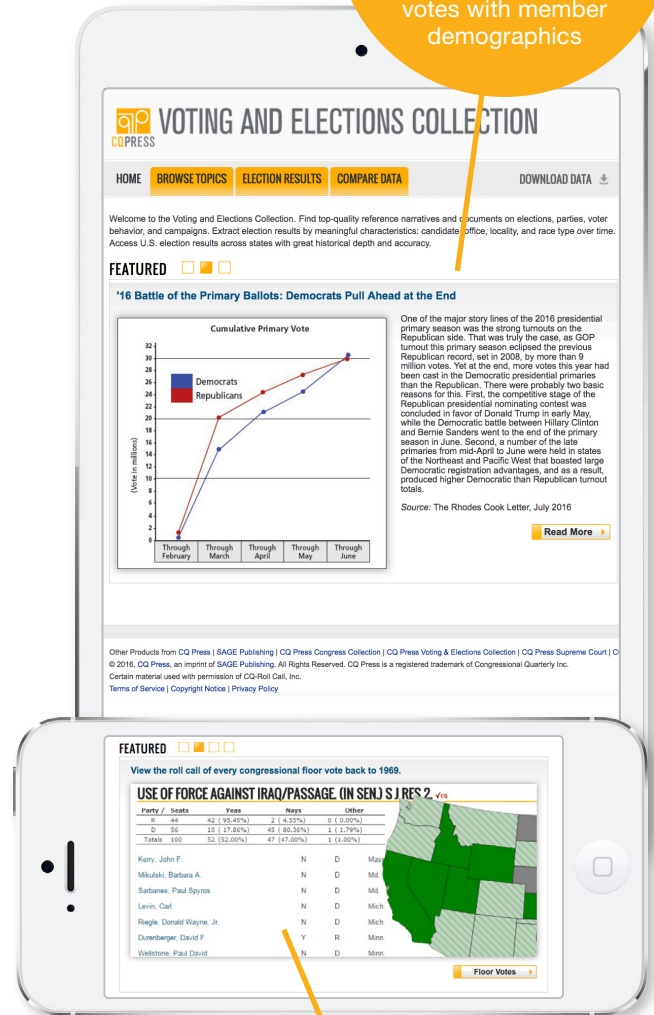 votes with member
demographics
CQPRESS
VOTING AND ELECTIONS COLLECTION
HOME BROWSE TOPICS ELECTION RESULTS COMPARE DATA DOWNLOAD DATA
Welcome to the Voting and Elections Collection. Find top-quality reference narratives and documents on elections, parties, voter
behavior, and campaigns. Extract election results by meaningful characteristics: candidate, office, locality, and race type over time.
Access U.S. election results across states with great historical depth and accuracy.
FEATURED
'16 Battle of the Primary Ballots: Democrats Pull Ahead at the End
Cumulative Primary Vote
(Vote in millions)
32
30
28
26
24
22
20
18
16
14
12
10
8
6
4
2
0
Democrats
Republicans
Through February
Through March
Through April
Through May
Through June
One of the major story lines of the 2016 presidential
primary season was the strong turnouts on the
Republican side. That was truly the case, as GOP
turnout this primary season eclipsed the previous
Republican record, set in 2008, by more than 9
million votes. Yet at the end, more votes this year had
been cast in the Democratic presidential primaries
than the Republican. There were probably two basic
reasons for this. First, the competitive stage of the
Republican presidential nominating contest was
concluded in favor of Donald Trump in early May,
while the Democratic battle between Hillary Clinton
and Bernie Sanders went to the end of the primary
season in June. Second, a number of the late
primaries from mid-April to June were held in states
of the Northeast and Pacific West that boasted large
Democratic registration advantages, and as a result,
produced higher Democratic than Republican turnout
totals.
Source: The Rhodes Cook Letter, July 2016
Read More
Other Products from CQ Press | SAGE Publishing | CQ Press Congress Collection | CQ Press Voting & Elections Collection | CQ Press Supreme Court |
© 2016, CQ Press, an imprint of SAGE Publishing. All Rights Reserved. CQ Press is a registered trademark of Congressional Quarterly Inc.
Certain material used with permission of CQ-Roll Call, Inc.
Terms of Service | Copyright Notice | Privacy Policy
FEATURED
View the roll call of every congressional floor vote back to 1969.
USE OF FORCE AGAINST IRAQ/PASSAGE. (IN SEN.) S J RES 2. CQ
Party / Seats Yeas Nays Other
R 44 42 ( 95.45%) 2 ( 4.55%) 0 ( 0.00%)
D 56 10 ( 17.86%) 45 ( 80.36%) 1 ( 1.79%)
Totals 100 52 (52.00%) 47 (47.00%) 1 (1.00%)
Kerry, John F. N D Mass
Mikulski, Barbara A. N D Md.
Sarbanes, Paul Spyros N D Md.
Levin, Carl N D Mich.
Riegle, Donald Wayne, Jr. N D Mich.
Durenberger, David F. Y R Minn.
Wellstone, Paul David N D Minn.
Floor Votes